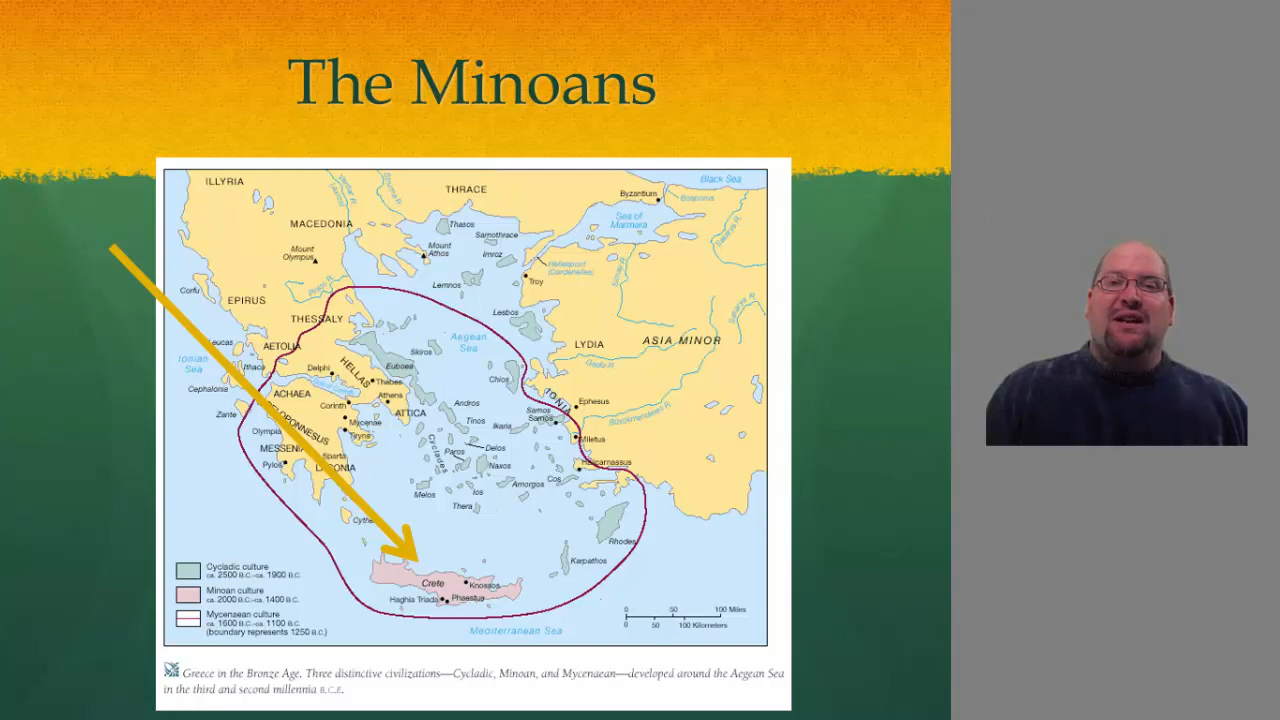 The Minoans
ILLYRIA
THRACE
Black Sea
Byzantium
Bosporus
Sea of
Marmara
MACEDONIA
Thasos
Samothrace
Mount
Olympus
Mount
Athos
Imroz
Hellespont
(Dardenelles)
Troy
Lemnos
Corfu
EPIRUS
THESSALY
Lesbos
Aegean
Sea
LYDIA
ASIA MINOR
Leucas
AETOLIA
Skiros
Ionian
Sea
Ithaca
Delphi
HELLAS
Euboea
Thebes
Chios
Cephalonia
ACHAEA
Athens
IONIA
Ephesus
Zante
PELOPONNESUS
Corinth
ATTICA
Andros
Samos
Samos
Mycenae
Tinos
Ikaria
Olympia
Tiryns
Miletus
MESSENIA
Cyclades
Delos
Sparta
Paros
Naxos
Halicarnassus
Pylos
LACONIA
Cos
Amorgos
Melos
Ios
Thera
Rhodes
Karpathos
Cycladic culture
ca. 2500 B.C.–ca. 1900 B.C.
Minoan culture
ca. 2000 B.C.–ca. 1400 B.C.
Mycenaean culture
ca. 1600 B.C.–ca. 1100 B.C.
(boundary represents 1250 B.C.)
Crete
Knossos
Haghia Triada
Phaestus
0 50 100 Miles
0 50 100 Kilometers
Mediterranean Sea
Greece in the Bronze Age. Three distinctive civilizations—Cycladic, Minoan, and Mycenaean—developed around the Aegean Sea
in the third and second millennia B.C.E.